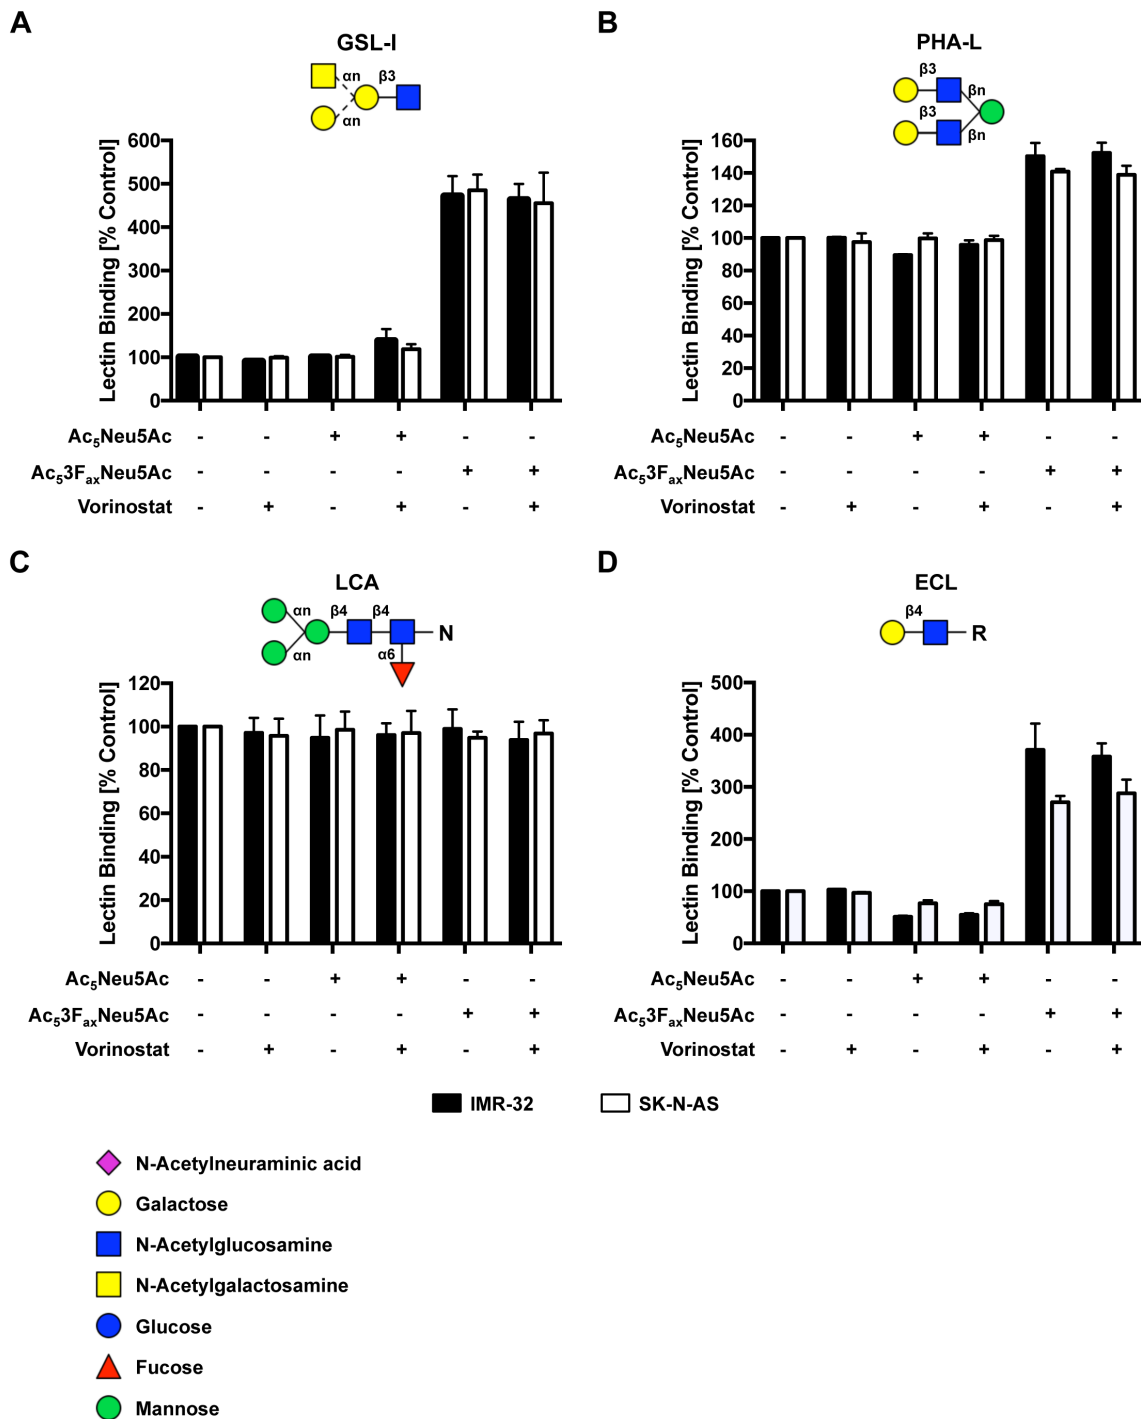 A
GSL-I
αn
β3
αn
Lectin Binding [% Control]
600
500
400
300
200
100
0
Ac5Neu5Ac - - + + - -
Ac53FaxNeu5Ac - - - - + +
Vorinostat - + - + - +
B
PHA-L
β3
βn
β3
βn
Lectin Binding [% Control]
160
140
120
100
80
60
40
20
0
Ac5Neu5Ac - - + + - -
Ac53FaxNeu5Ac - - - - + +
Vorinostat - + - + - +
C
LCA
αn β4 β4
N
αn α6
Lectin Binding [% Control]
120
100
80
60
40
20
0
Ac5Neu5Ac - - + + - -
Ac53FaxNeu5Ac - - - - + +
Vorinostat - + - + - +
D
ECL
β4
R
Lectin Binding [% Control]
500
400
300
200
100
0
Ac5Neu5Ac - - + + - -
Ac53FaxNeu5Ac - - - - + +
Vorinostat - + - + - +
IMR-32 SK-N-AS
N-Acetylneuraminic acid
Galactose
N-Acetylglucosamine
N-Acetylgalactosamine
Glucose
Fucose
Mannose